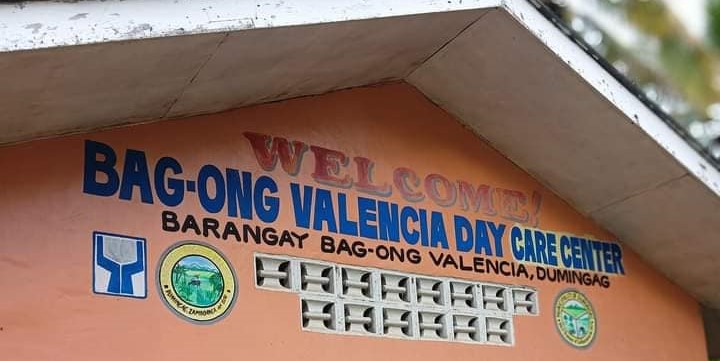 WELCOME!
BAG-ONG VALENCIA DAY CARE CENTER
BARANGAY BAG-ONG VALENCIA, DUMINGAG